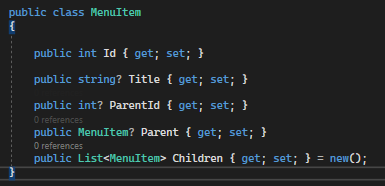 public class MenuItem
{
public int Id { get; set; }
public string? Title { get; set; }
public int? ParentId { get; set; }
0 references
public MenuItem? Parent { get; set; }
0 references
public List<MenuItem> Children { get; set; } = new();
}